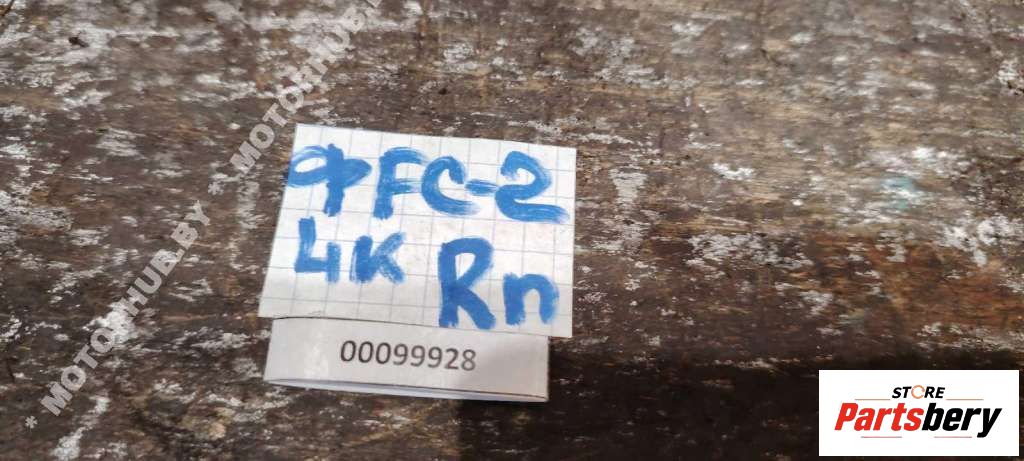 * MOTORHUB.BY * MOTORHUB.BY
фFC-2
4K Rn
00099928
STORE
Partsbery